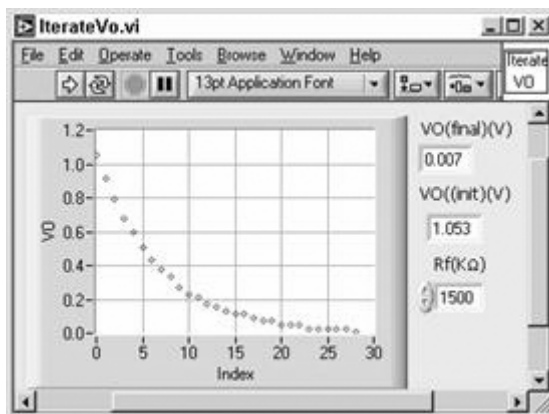 IterateVo.vi
File Edit Operate Tools Browse Window Help
13pt Application Font
Iterate
VO
1.2
1.0
0.8
0.6
0.4
0.2
0.0
VO
0 5 10 15 20 25 30
Index
VO(final)(V)
0.007
VO((init)(V)
1.053
Rf(KΩ)
1500